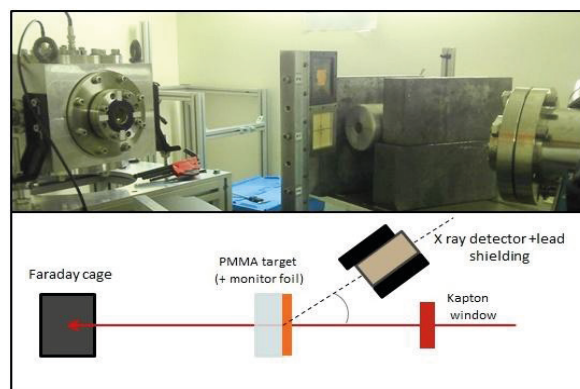 X ray detector +lead
shielding
PMMA target
(+ monitor foil)
Faraday cage
Kapton
window